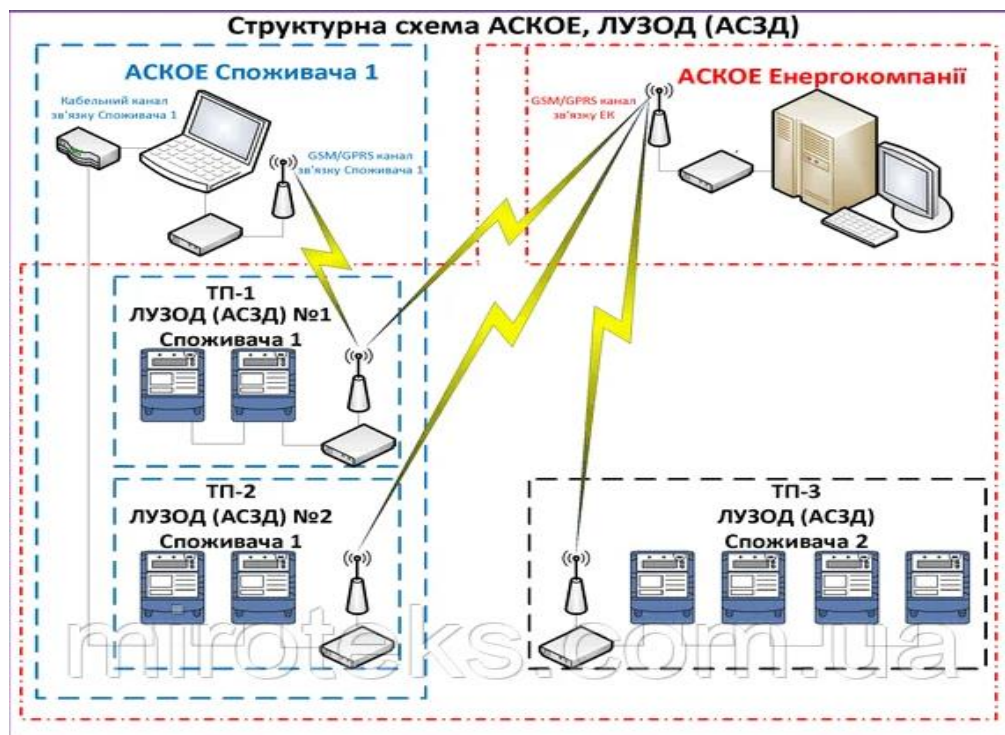 Структурна схема АСКОЕ, ЛУЗОД (АСЗД)
АСКОЕ Споживача 1
Кабельний канал
зв'язку Споживача 1
GSM/GPRS канал
зв'язку Споживача 1
GSM/GPRS канал
зв'язку ЕК
АСКОЕ Енергокомпанії
ТП-1
ЛУЗОД (АСЗД) №1
Споживача 1
ТП-2
ЛУЗОД (АСЗД) №2
Споживача 1
ТП-3
ЛУЗОД (АСЗД)
Споживача 2
miroteks.com.ua